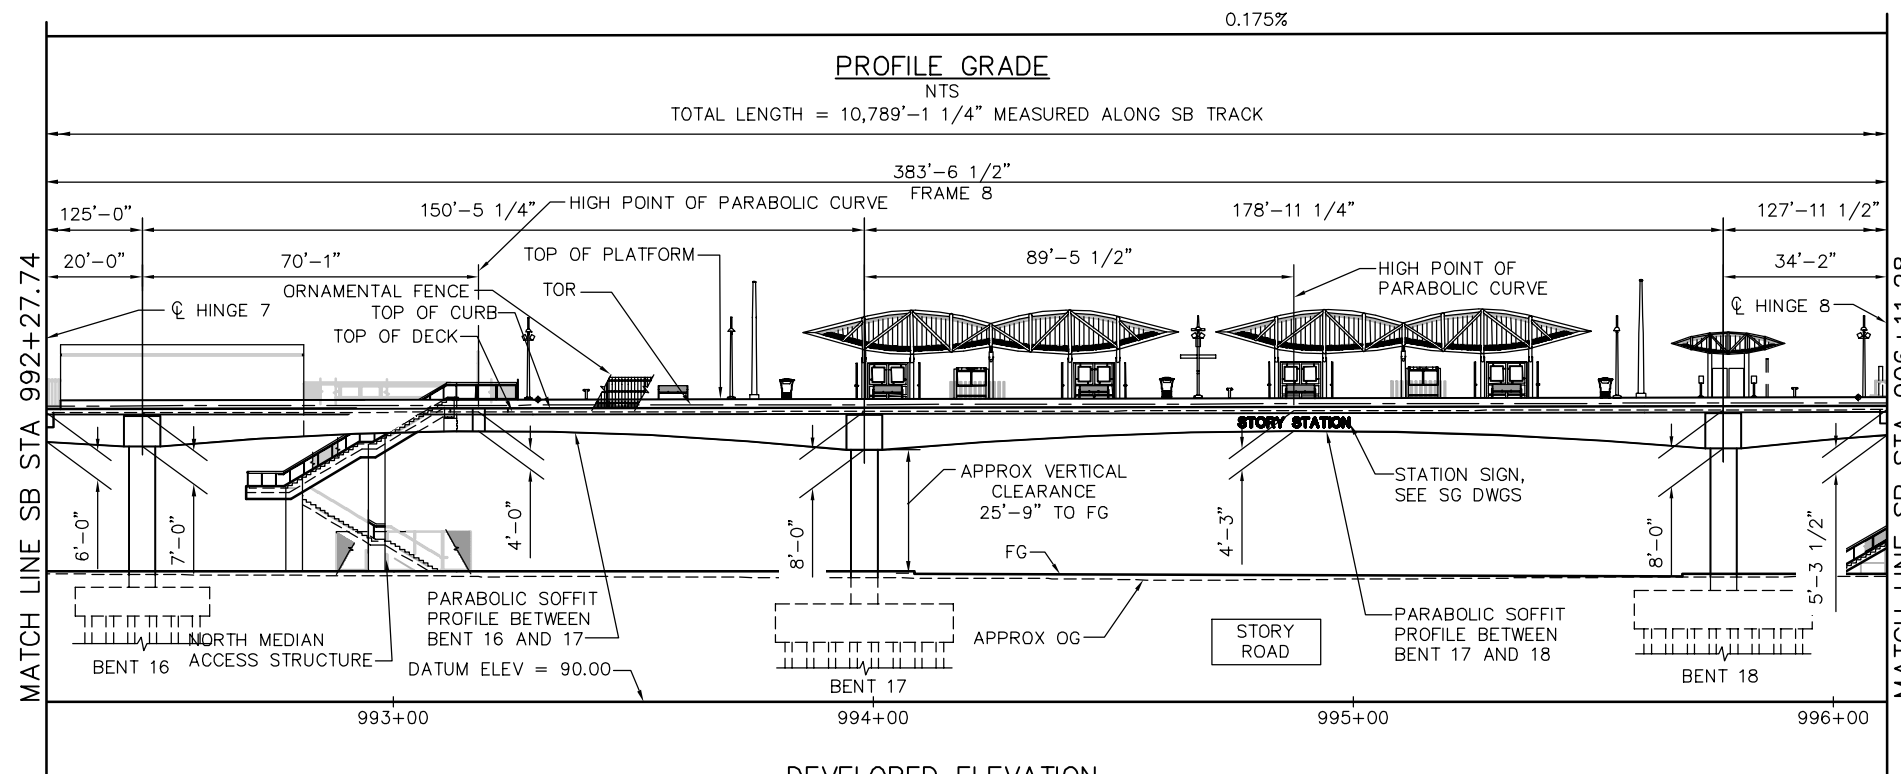 0.175%
PROFILE GRADE
NTS
TOTAL LENGTH = 10,789'-1 1/4" MEASURED ALONG SB TRACK
383'-6 1/2"
FRAME 8
125'-0"
150'-5 1/4"
HIGH POINT OF PARABOLIC CURVE
178'-11 1/4"
127'-11 1/2"
20'-0"
70'-1"
TOP OF PLATFORM
89'-5 1/2"
HIGH POINT OF
PARABOLIC CURVE
34'-2"
ORNAMENTAL FENCE
TOR
℄ HINGE 7
TOP OF CURB
TOP OF DECK
℄ HINGE 8
MATCH LINE SB STA 992+27.74
STORY STATION
APPROX VERTICAL
CLEARANCE
25'-9" TO FG
STATION SIGN,
SEE SG DWGS
6'-0"
7'-0"
4'-0"
8'-0"
4'-3"
8'-0"
5'-3 1/2"
FG
PARABOLIC SOFFIT
PROFILE BETWEEN
BENT 16 AND 17
APPROX OG
STORY
ROAD
PARABOLIC SOFFIT
PROFILE BETWEEN
BENT 17 AND 18
NORTH MEDIAN
ACCESS STRUCTURE
BENT 16
DATUM ELEV = 90.00
BENT 17
BENT 18
993+00
994+00
995+00
996+00
DEVELOPED ELEVATION
MATCH LINE SB STA